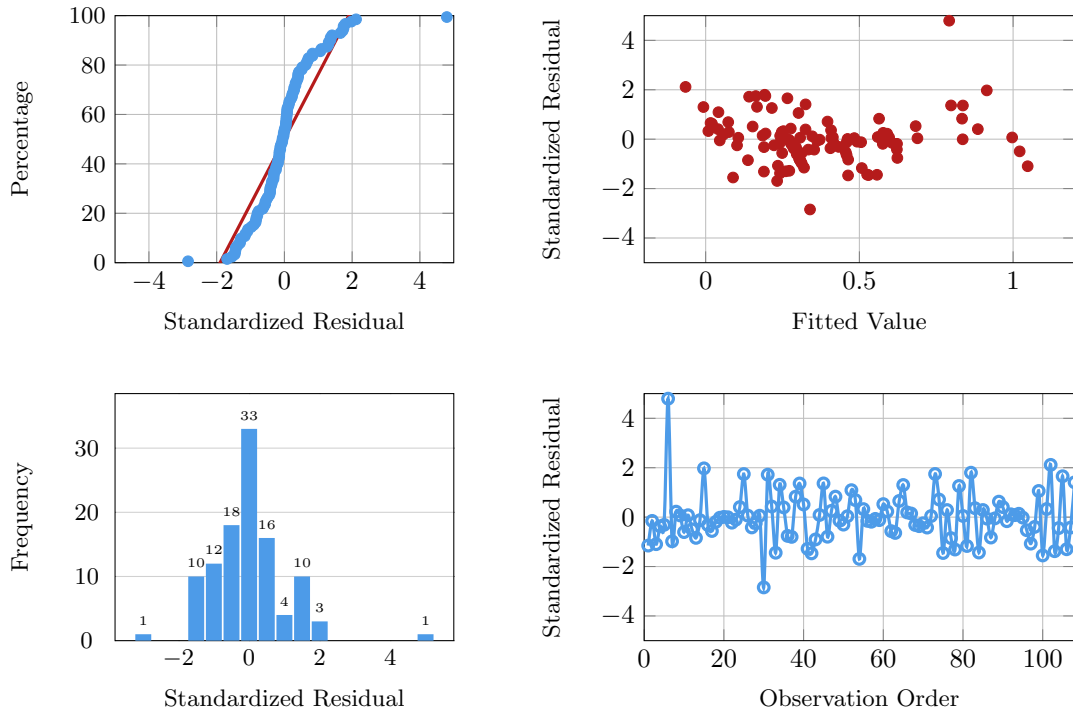 Percentage
100
80
60
40
20
0
−4 −2 0 2 4
Standardized Residual
Standardized Residual
4
2
0
−2
−4
0 0.5 1
Fitted Value
Frequency
30
20
10
0
1 10 12 18 33 16 4 10 3 1
−2 0 2 4
Standardized Residual
Standardized Residual
4
2
0
−2
−4
0 20 40 60 80 100
Observation Order